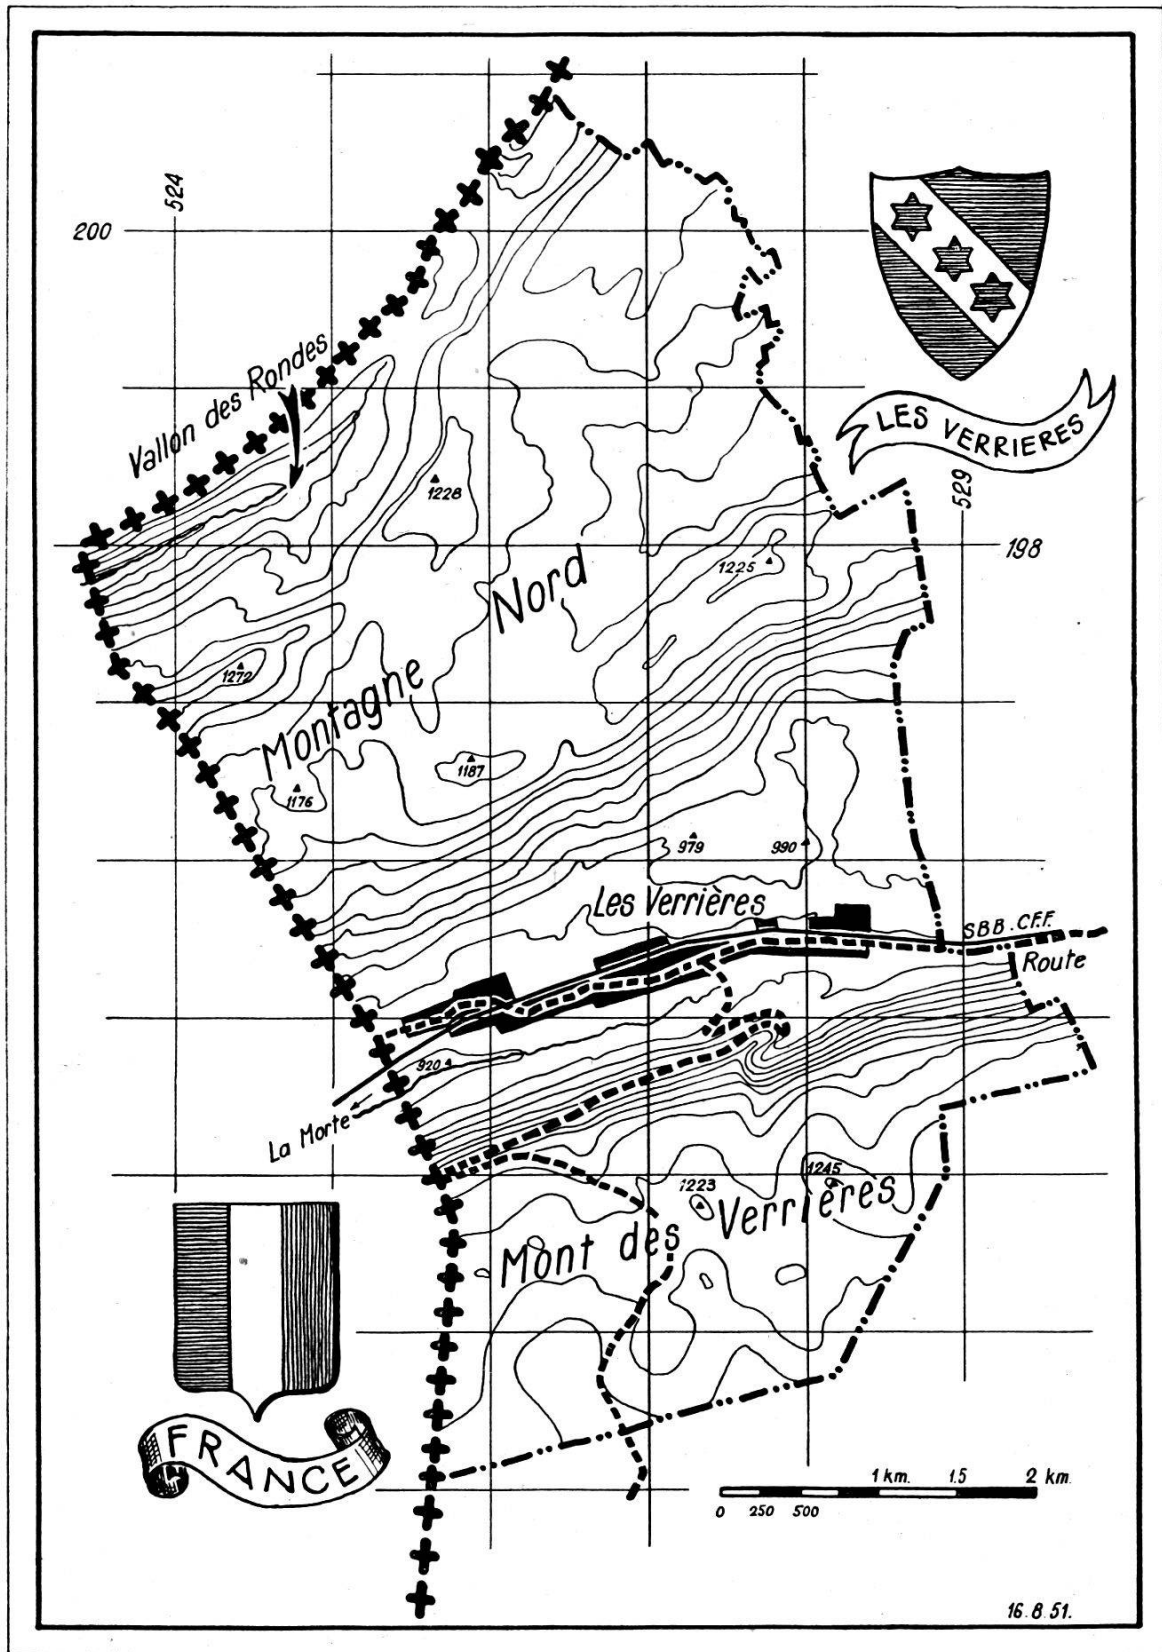 524
200
Vallon des Rondes
LES VERRIERES
529
1228
198
1225
Nord
1272
Montagne
1187
1176
979
990
Les Verrières
SBB.CFF.
Route
920
La Morte
1245
1223
Mont des Verrières
FRANCE
1 km. 1.5 2 km.
0 250 500
16.8.51.